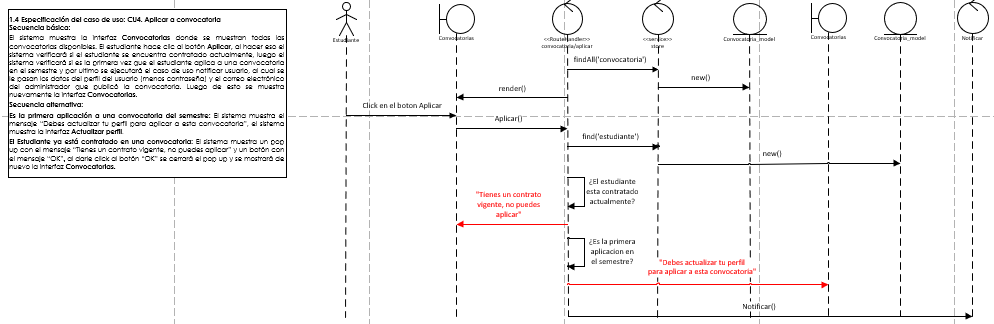 1.4 Especificación del caso de uso: CU4. Aplicar a convocatoria
Secuencia básica:
El sistema muestra la interfaz Convocatorias donde se muestran todas las
convocatorias disponibles. El estudiante hace clic al botón Aplicar, al hacer eso el
sistema verificará si el estudiante se encuentra contratado actualmente, luego el
sistema verificará si es la primera vez que el estudiante aplica a una convocatoria
en el semestre y por ultimo se ejecutará el caso de uso notificar usuario, al cual se
le pasan los datos del perfil del usuario (menos contraseña) y el correo electrónico
del administrador que publicó la convocatoria. Luego de esto se muestra
nuevamente la interfaz Convocatorias.
Secuencia alternativa:
Es la primera aplicación a una convocatoria del semestre: El sistema muestra el
mensaje "Debes actualizar tu perfil para aplicar a esta convocatoria", el sistema
muestra la interfaz Actualizar perfil.
El Estudiante ya está contratado en una convocatoria: El sistema muestra un pop
up con el mensaje "Tienes un contrato vigente, no puedes aplicar" y un botón con
el mensaje "OK", al darle click al botón "OK" se cerrará el pop up y se mostrará de
nuevo la interfaz Convocatorias.
Estudiante
Convocatorias
<<RouteHandler>>
convocatoria/aplicar
<<service>>
store
Convocatoria_model
Convocatorias
Convocatoria_model
Notificar
findAll('convocatoria')
new()
render()
Click en el boton Aplicar
Aplicar()
find('estudiante')
new()
¿El estudiante
esta contratado
actualmente?
"Tienes un contrato
vigente, no puedes
aplicar"
¿Es la primera
aplicacion en
el semestre?
"Debes actualizar tu perfil
para aplicar a esta convocatoria"
Notificar()